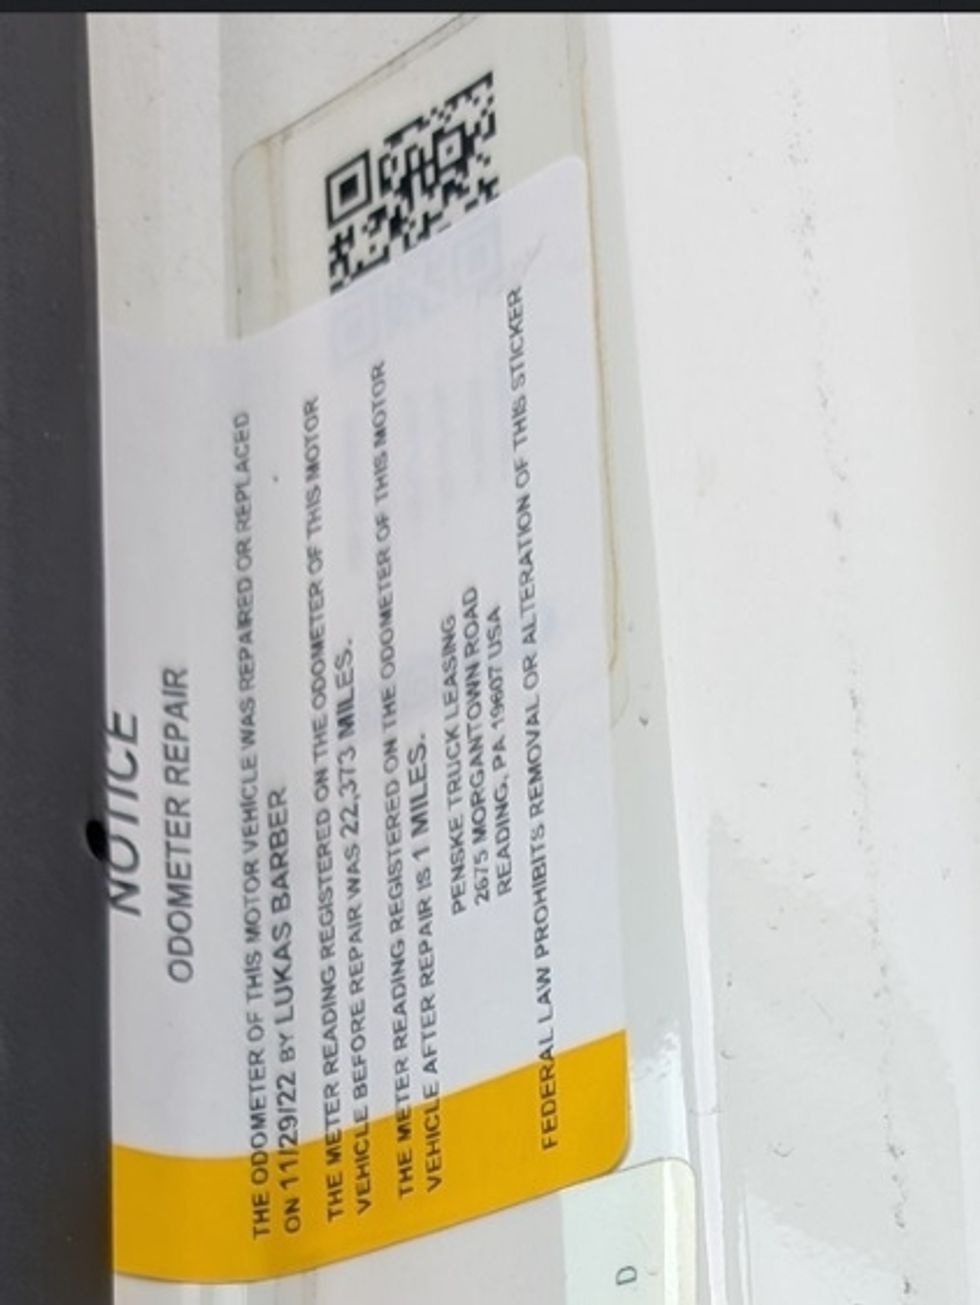 NOTICE
ODOMETER REPAIR
THE ODOMETER OF THIS MOTOR VEHICLE WAS REPAIRED OR REPLACED
ON 11/29/22 BY LUKAS BARBER
THE METER READING REGISTERED ON THE ODOMETER OF THIS MOTOR
VEHICLE BEFORE REPAIR WAS 22,373 MILES.
THE METER READING REGISTERED ON THE ODOMETER OF THIS MOTOR
VEHICLE AFTER REPAIR IS 1 MILES.
PENSKE TRUCK LEASING
2675 MORGANTOWN ROAD
READING, PA 19607 USA
FEDERAL LAW PROHIBITS REMOVAL OR ALTERATION OF THIS STICKER
D